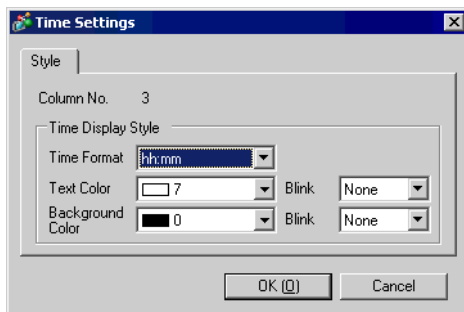 Time Settings
Style
Column No. 3
Time Display Style
Time Format hh:mm
Text Color 7 Blink None
Background Color 0 Blink None
OK (O) Cancel